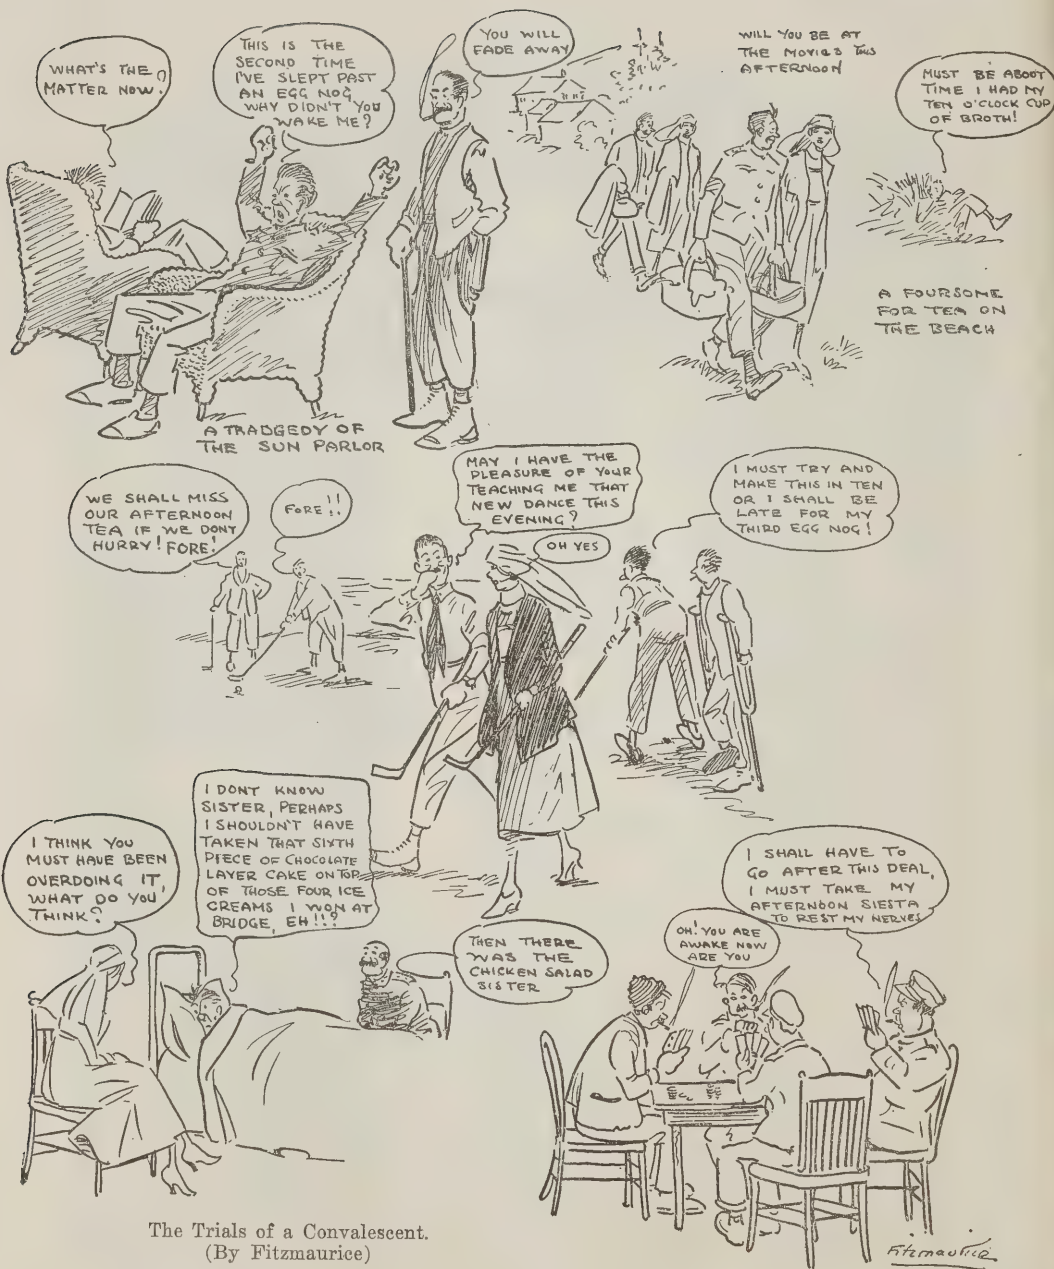 WHAT'S THE
MATTER NOW?
THIS IS THE
SECOND TIME
I'VE SLEPT PAST
AN EGG NOG
WHY DIDN'T YOU
WAKE ME?
YOU WILL
FADE AWAY
A TRADGEDY OF
THE SUN PARLOR
WILL YOU BE AT
THE MOVIES THIS
AFTERNOON
MUST BE ABOUT
TIME I HAD MY
TEN O'CLOCK CUP
OF BROTH!
A FOURSOME
FOR TEA ON
THE BEACH
WE SHALL MISS
OUR AFTERNOON
TEA IF WE DONT
HURRY! FORE!
FORE!!
MAY I HAVE THE
PLEASURE OF YOUR
TEACHING ME THAT
NEW DANCE THIS
EVENING?
OH YES
I MUST TRY AND
MAKE THIS IN TEN
OR I SHALL BE
LATE FOR MY
THIRD EGG NOG!
I THINK YOU
MUST HAVE BEEN
OVERDOING IT,
WHAT DO YOU
THINK?
I DONT KNOW
SISTER, PERHAPS
I SHOULDN'T HAVE
TAKEN THAT SIXTH
PIECE OF CHOCOLATE
LAYER CAKE ON TOP
OF THOSE FOUR ICE
CREAMS I WON AT
BRIDGE, EH!!?
THEN THERE
WAS THE
CHICKEN SALAD
SISTER
OH! YOU ARE
AWAKE NOW
ARE YOU
I SHALL HAVE TO
GO AFTER THIS DEAL,
I MUST TAKE MY
AFTERNOON SIESTA
TO REST MY NERVES
The Trials of a Convalescent.
(By Fitzmaurice)
Fitzmaurice